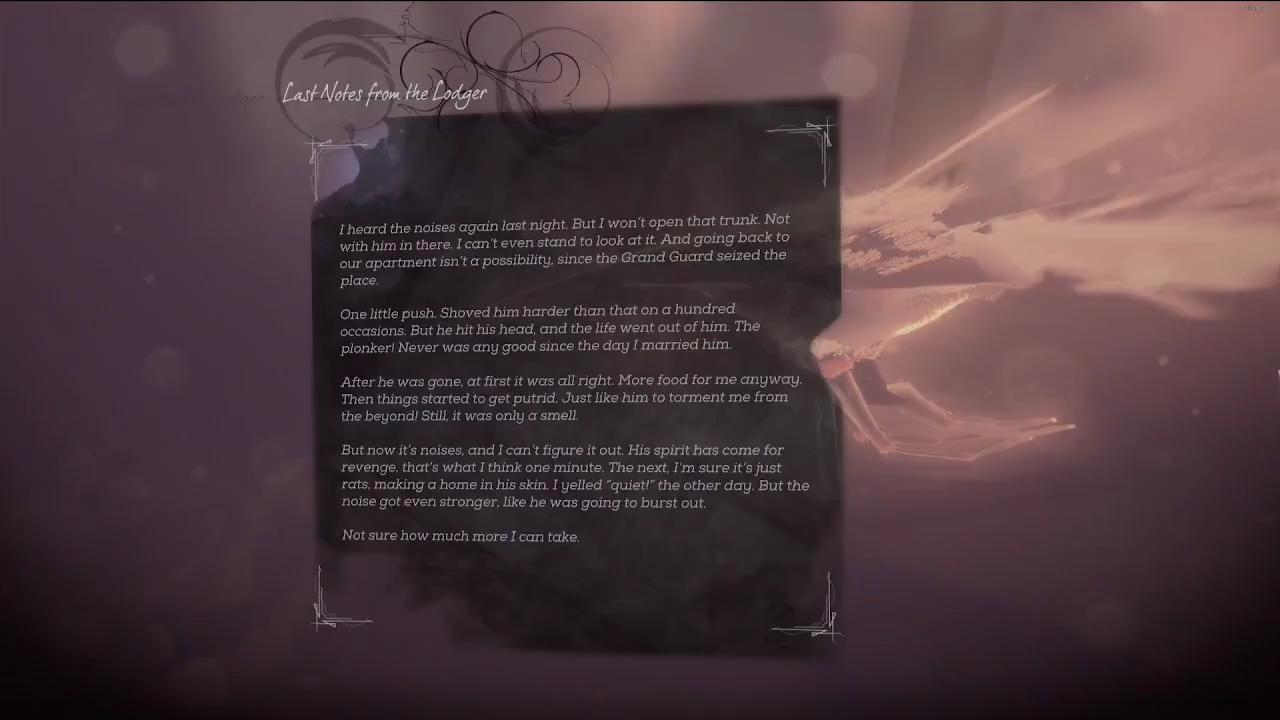 Last Notes from the Lodger
I heard the noises again last night. But I won't open that trunk. Not
with him in there. I can't even stand to look at it. And going back to
our apartment isn't a possibility, since the Grand Guard seized the
place.
One little push. Shoved him harder than that on a hundred
occasions. But he hit his head, and the life went out of him. The
plonker! Never was any good since the day I married him.
After he was gone, at first it was all right. More food for me anyway.
Then things started to get putrid. Just like him to torment me from
the beyond! Still, it was only a smell.
But now it's noises, and I can't figure it out. His spirit has come for
revenge, that's what I think one minute. The next, I'm sure it's just
rats, making a home in his skin. I yelled "quiet!" the other day. But the
noise got even stronger, like he was going to burst out.
Not sure how much more I can take.